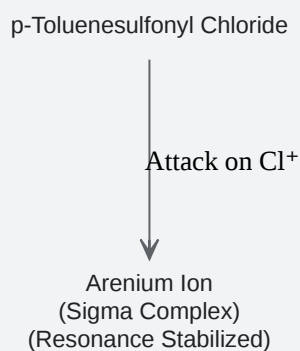 p-Toluenesulfonyl Chloride
Attack on Cl⁺
Arenium Ion
(Sigma Complex)
(Resonance Stabilized)